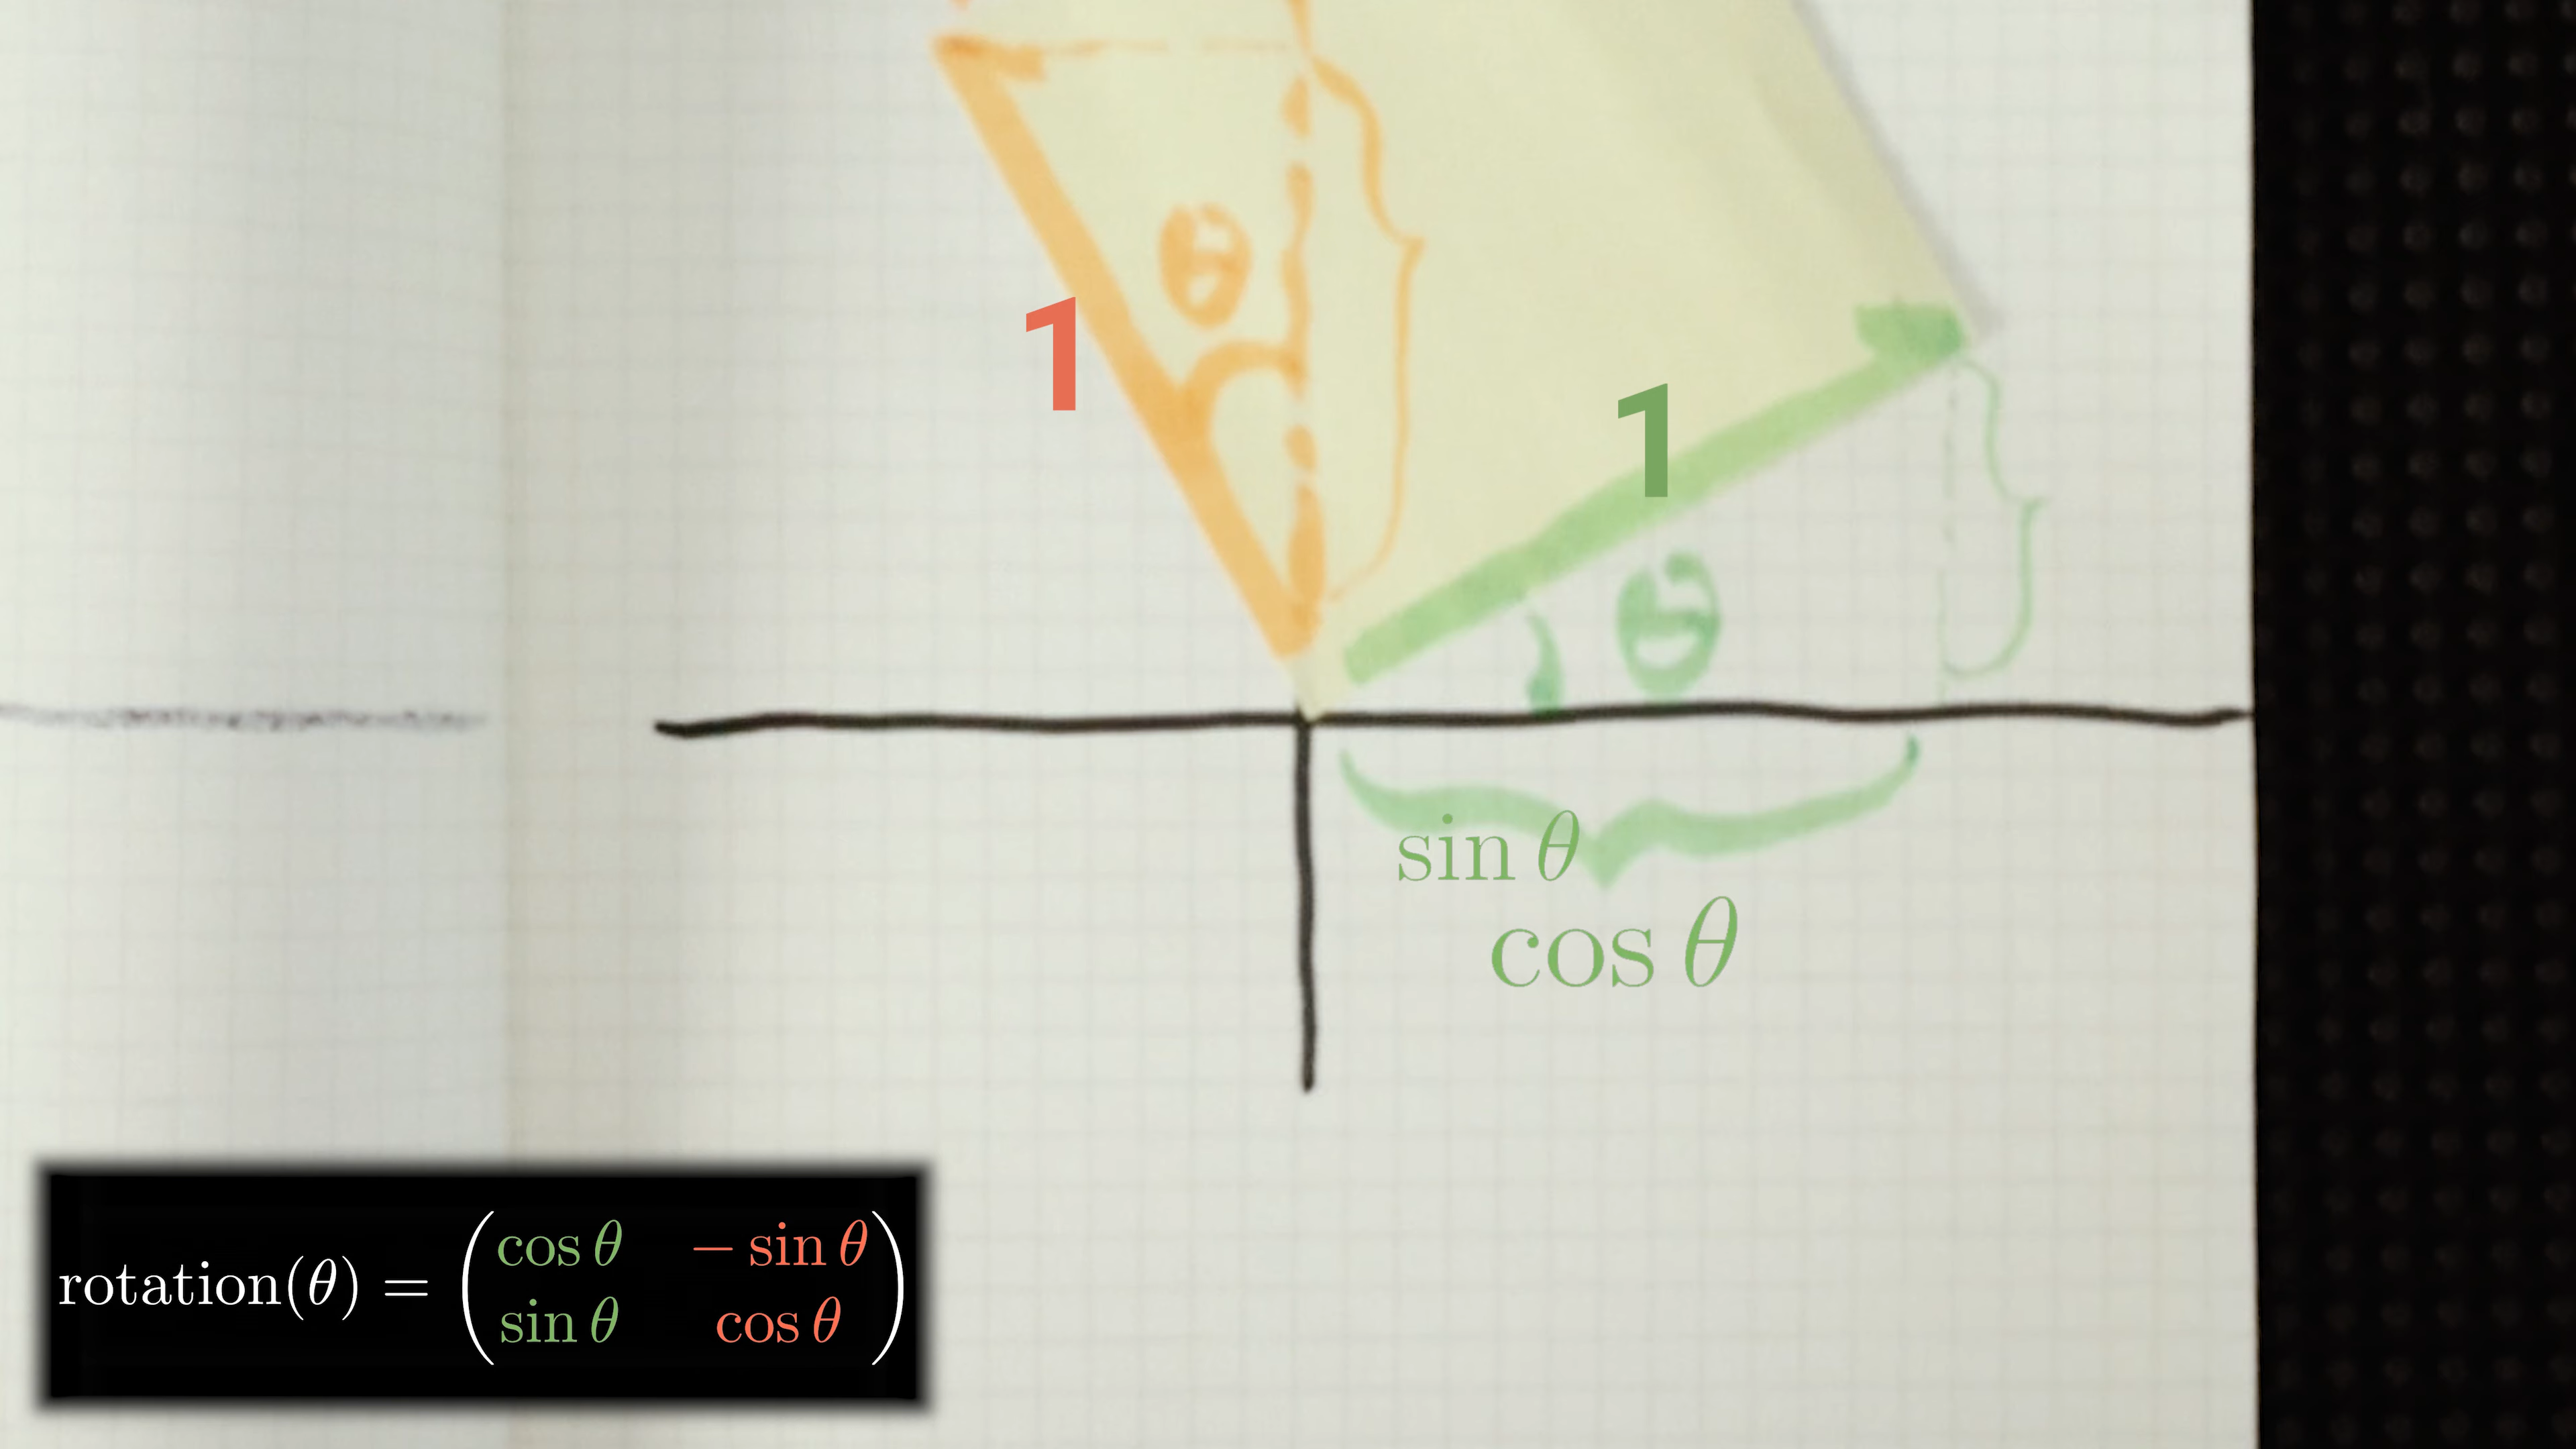 θ
1
1
θ
sin θ
cos θ
rotation(θ) = (cos θ − sin θ
sin θ cos θ)